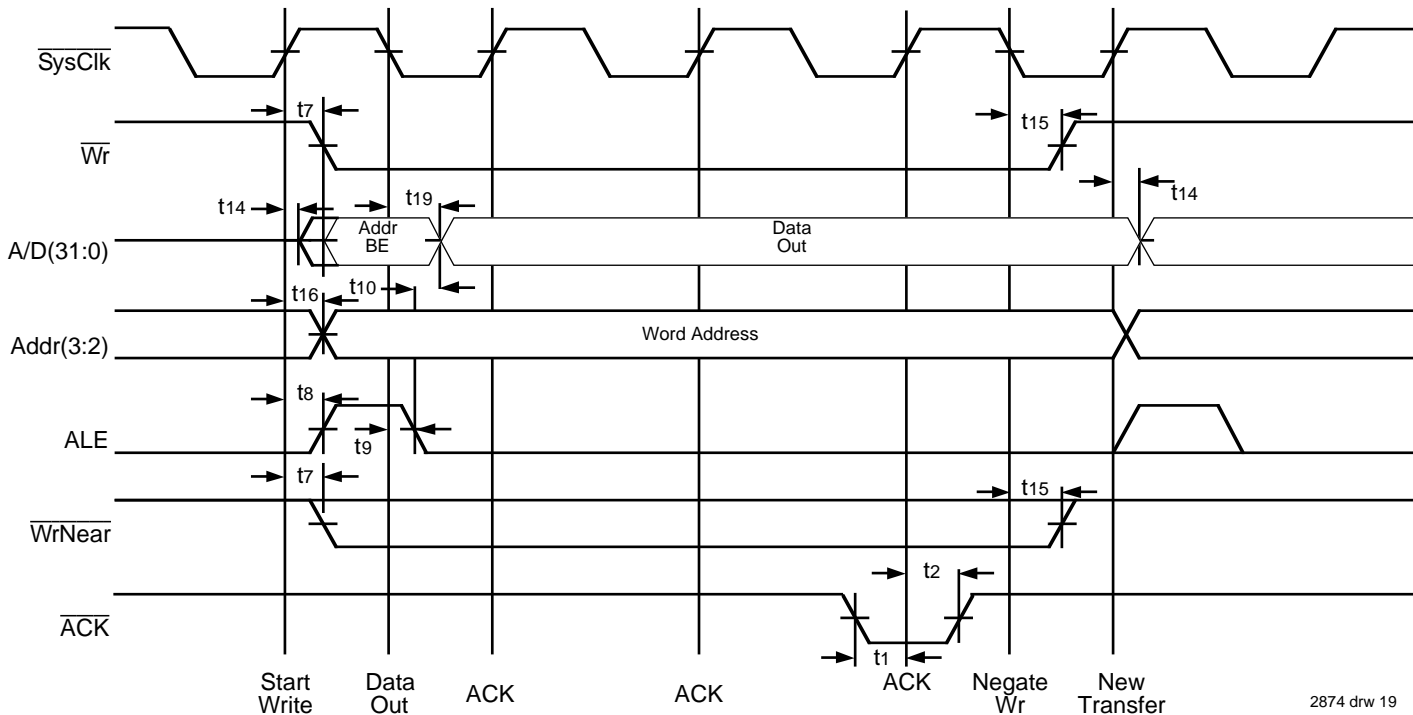 SysClk
t7
t15
Wr
t14
t19
t14
Addr
BE
Data
Out
A/D(31:0)
t16
t10
Word Address
Addr(3:2)
t8
ALE
t9
t7
t15
WrNear
t2
ACK
t1
Start
Write
Data
Out
ACK
ACK
ACK
Negate
Wr
New
Transfer
2874 drw 19